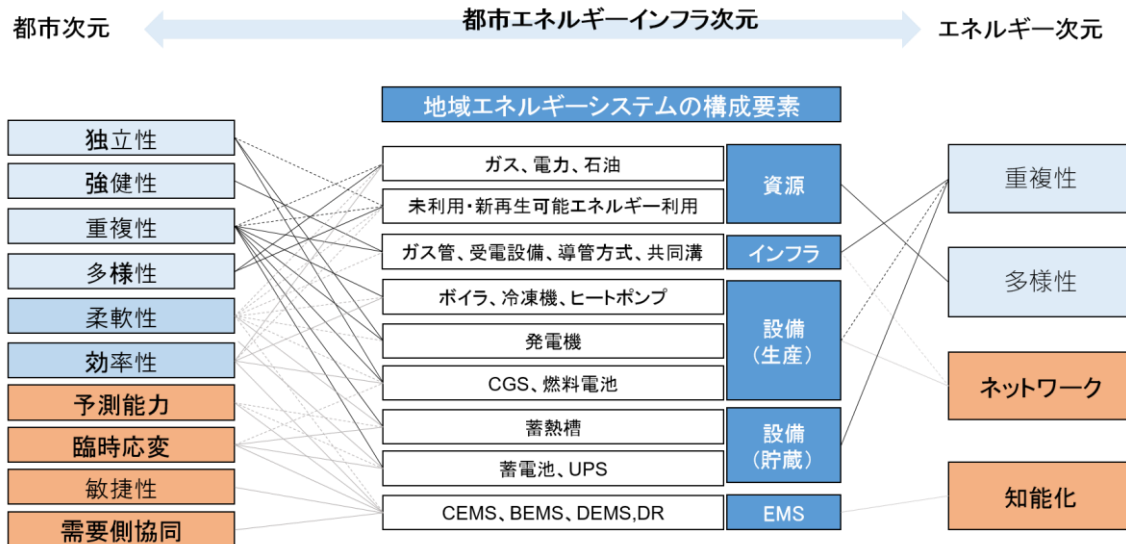 都市次元
都市エネルギーインフラ次元
エネルギー次元
地域エネルギーシステムの構成要素
独立性
強健性
重複性
多様性
柔軟性
効率性
予測能力
臨時応変
敏捷性
需要側協同
ガス、電力、石油
未利用・新再生可能エネルギー利用
ガス管、受電設備、導管方式、共同溝
ボイラ、冷凍機、ヒートポンプ
発電機
CGS、燃料電池
蓄熱槽
蓄電池、UPS
CEMS、BEMS、DEMS,DR
資源
インフラ
設備
(生産)
設備
(貯蔵)
EMS
重複性
多様性
ネットワーク
知能化